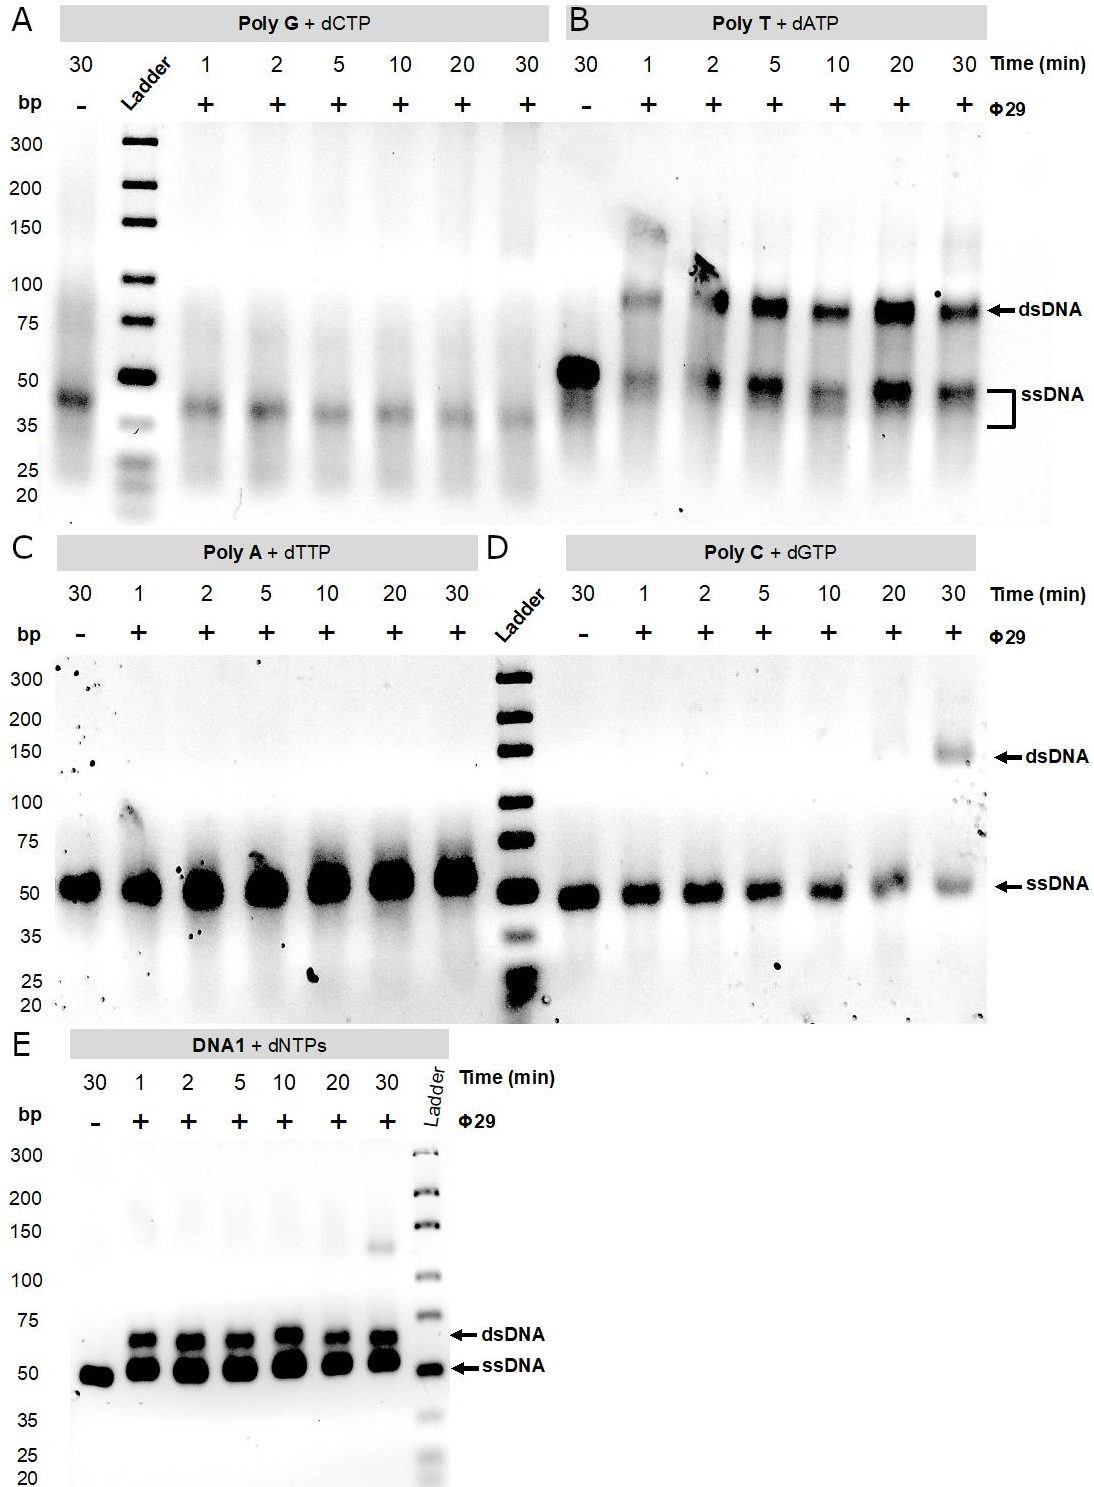 A Poly G + dCTP B Poly T + dATP
30 Ladder 1 2 5 10 20 30 30 1 2 5 10 20 30 Time (min)
bp - + + + + + + - + + + + + + Φ29
300
200
150
100
75 dsDNA
50 ssDNA
35
25
20
C Poly A + dTTP D Poly C + dGTP
30 1 2 5 10 20 30 Ladder 30 1 2 5 10 20 30 Time (min)
bp - + + + + + + - + + + + + + Φ29
300
200
150 dsDNA
100
75
50 ssDNA
35
25
20
E DNA1 + dNTPs
30 1 2 5 10 20 30 Ladder Time (min)
bp - + + + + + + Φ29
300
200
150
100
75 dsDNA
50 ssDNA
35
25
20